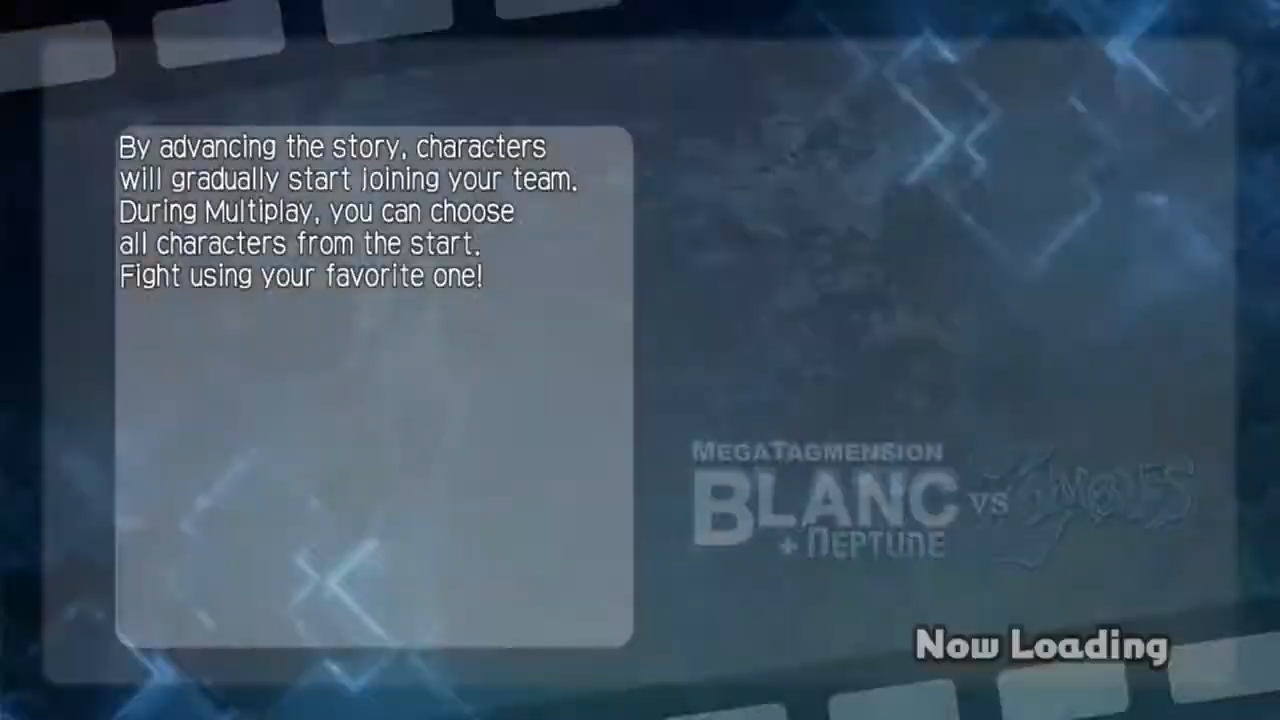 By advancing the story, characters
will gradually start joining your team.
During Multiplay, you can choose
all characters from the start.
Fight using your favorite one!
MEGATAGMENSION
BLANC VS ZOMBIES
+ NEPTUNE
Now Loading